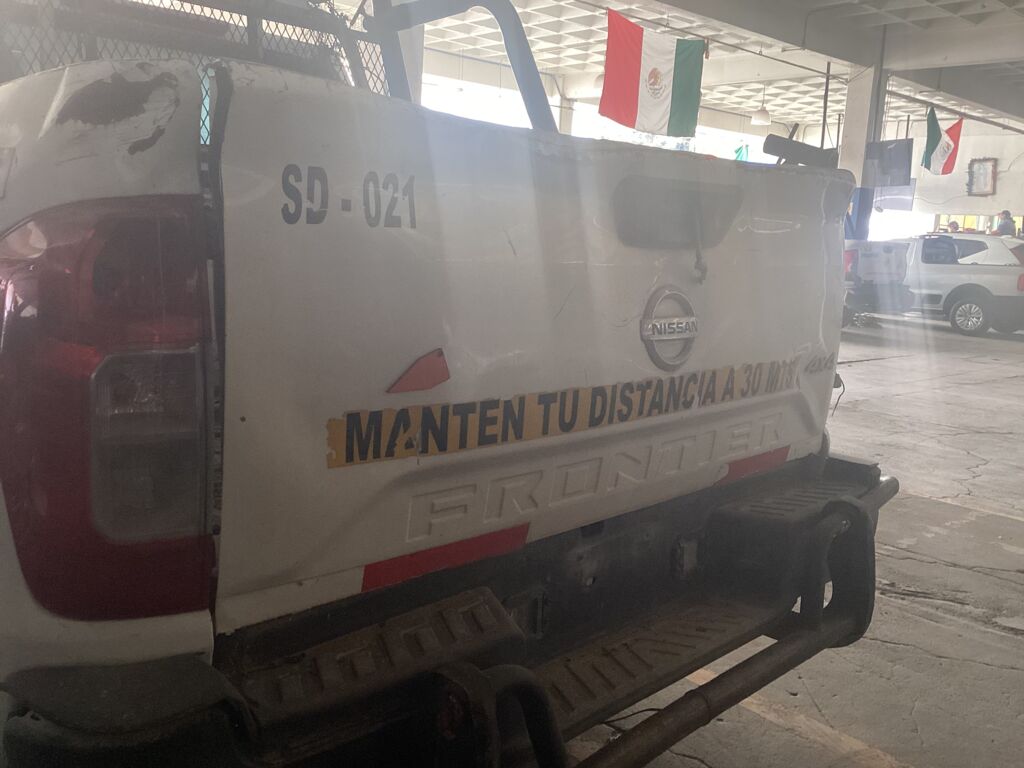 SD - 021
NISSAN
MANTEN TU DISTANCIA A 30 MTS
4X4
FRONTIER